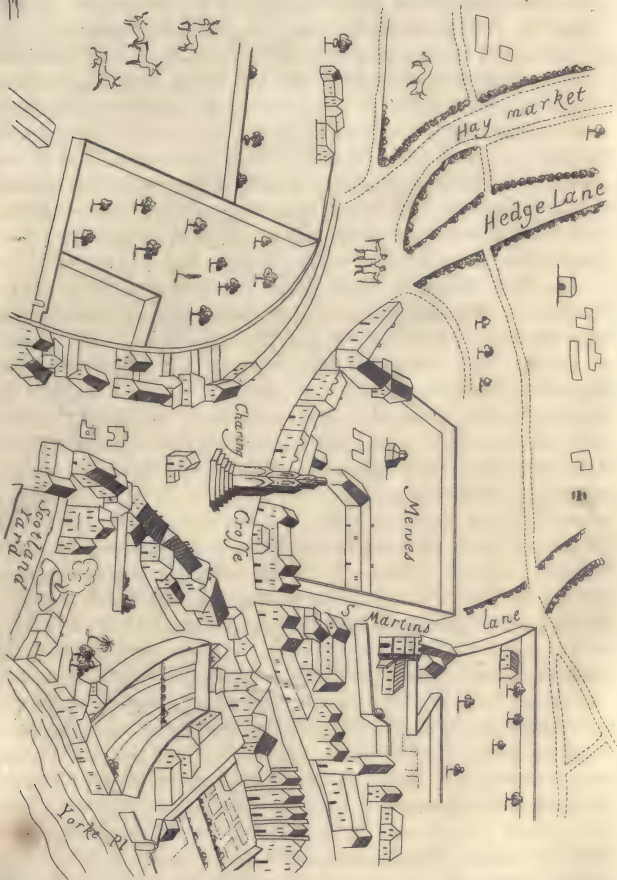 Hay market
Hedge Lane
Charing
Crosse
Mewes
S Martins lane
Scotland
Yard
Yorke Pl